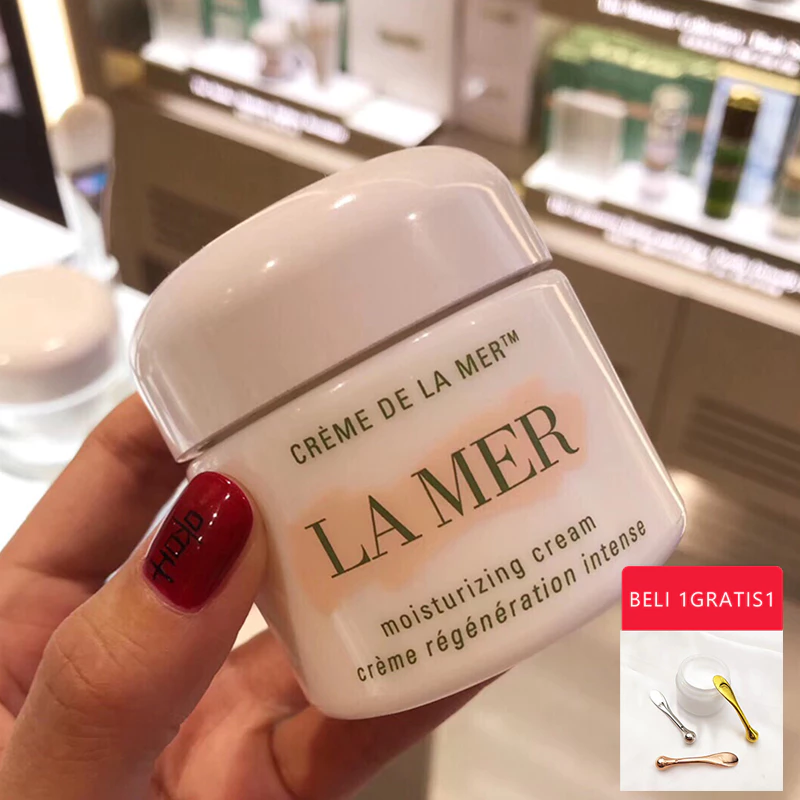 CRÈME DE LA MER™
LA MER
moisturizing cream
crème régénération intense
BELI 1GRATIS1